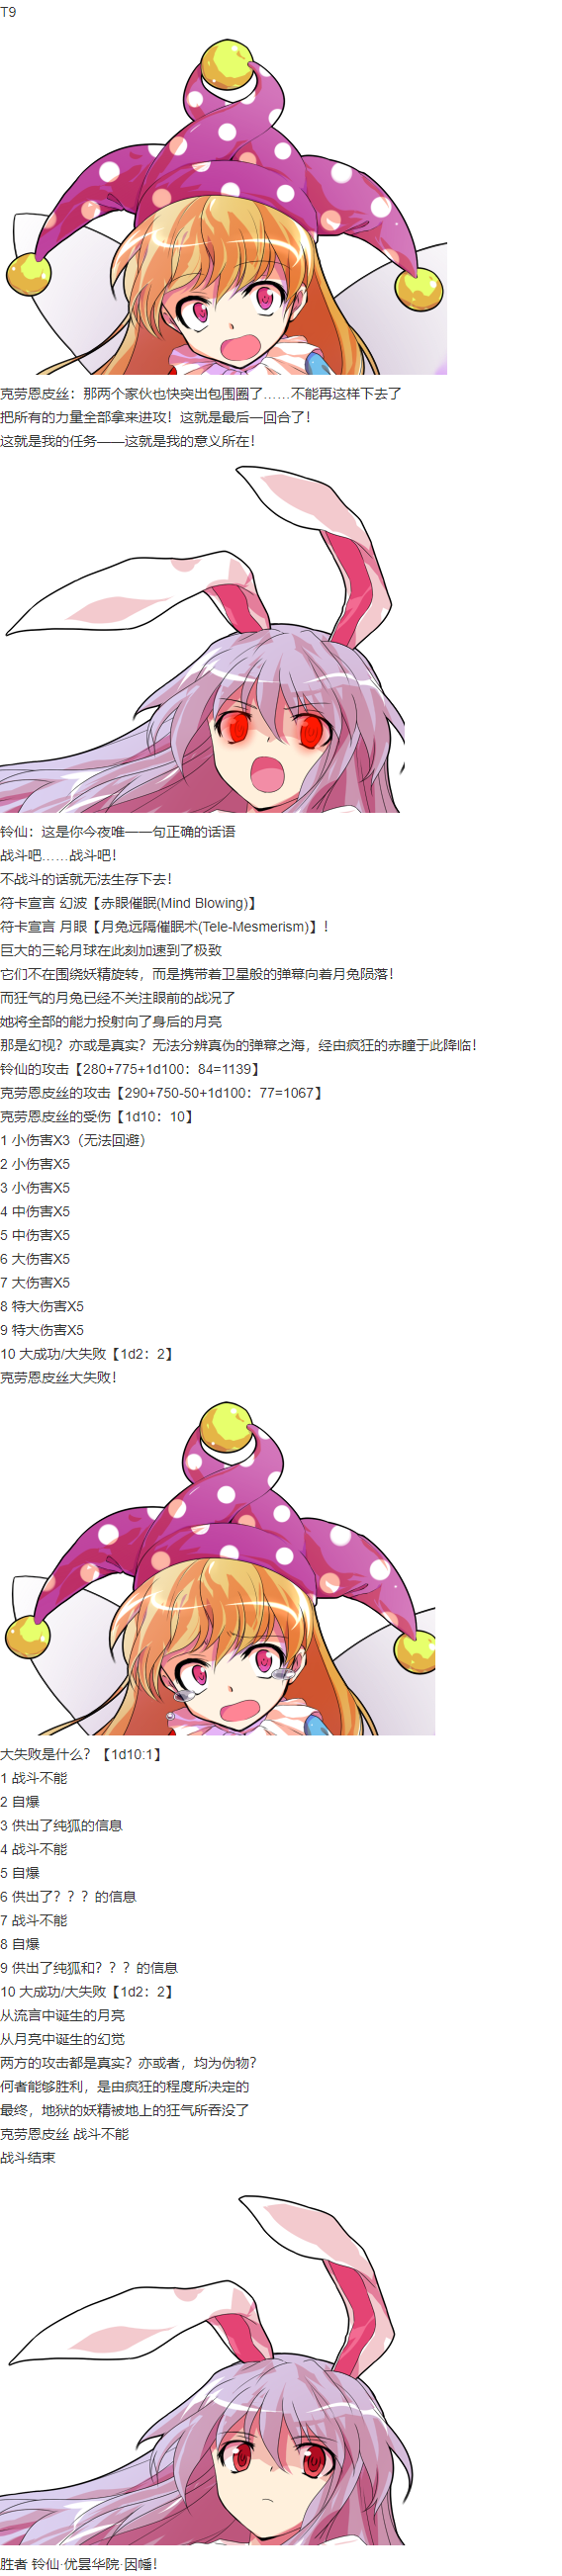 T9
克劳恩皮丝：那两个家伙也快突出包围圈了……不能再这样下去了
把所有的力量全部拿来进攻！这就是最后一回合了！
这就是我的任务——这就是我的意义所在！
铃仙：这是你今夜唯一一句正确的话语
战斗吧……战斗吧！
不战斗的话就无法生存下去！
符卡宣言 幻波【赤眼催眠(Mind Blowing)】
符卡宣言 月眼【月兔远隔催眠术(Tele-Mesmerism)】！
巨大的三轮月球在此刻加速到了极致
它们不在围绕妖精旋转，而是携带着卫星般的弹幕向着月兔陨落！
而狂气的月兔已经不关注眼前的战况了
她将全部的能力投射向了身后的月亮
那是幻视？亦或是真实？无法分辨真伪的弹幕之海，经由疯狂的赤瞳于此降临！
铃仙的攻击【280+775+1d100：84=1139】
克劳恩皮丝的攻击【290+750-50+1d100：77=1067】
克劳恩皮丝的受伤【1d10：10】
1 小伤害X3（无法回避）
2 小伤害X5
3 小伤害X5
4 中伤害X5
5 中伤害X5
6 大伤害X5
7 大伤害X5
8 特大伤害X5
9 特大伤害X5
10 大成功/大失败【1d2：2】
克劳恩皮丝大失败！
大失败是什么？【1d10:1】
1 战斗不能
2 自爆
3 供出了纯狐的信息
4 战斗不能
5 自爆
6 供出了？？？的信息
7 战斗不能
8 自爆
9 供出了纯狐和？？？的信息
10 大成功/大失败【1d2：2】
从流言中诞生的月亮
从月亮中诞生的幻觉
两方的攻击都是真实？亦或者，均为伪物？
何者能够胜利，是由疯狂的程度所决定的
最终，地狱的妖精被地上的狂气所吞没了
克劳恩皮丝 战斗不能
战斗结束
胜者 铃仙·优昙华院·因幡！